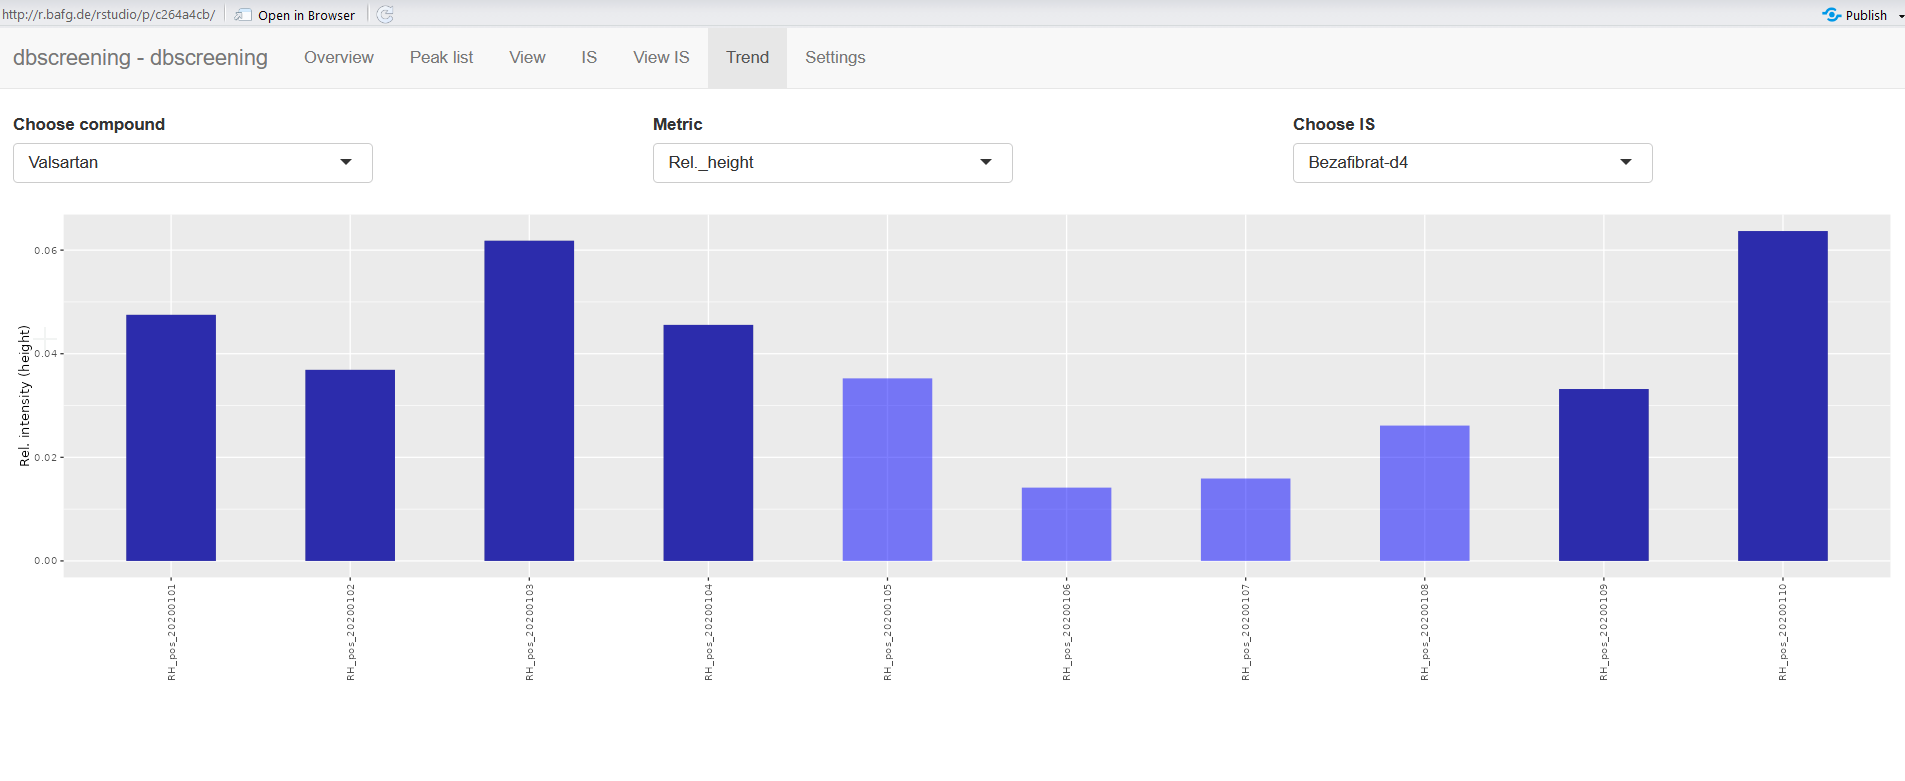 http://r.bafg.de/rstudio/p/c264a4cb/ Open in Browser Publish
dbscreening - dbscreening Overview Peak list View IS View IS Trend Settings
Choose compound Metric Choose IS
Valsartan Rel._height Bezafibrat-d4
Rel. intensity (height)
0.06
0.04
0.02
0.00
RH_pos_20200101
RH_pos_20200102
RH_pos_20200103
RH_pos_20200104
RH_pos_20200105
RH_pos_20200106
RH_pos_20200107
RH_pos_20200108
RH_pos_20200109
RH_pos_20200110